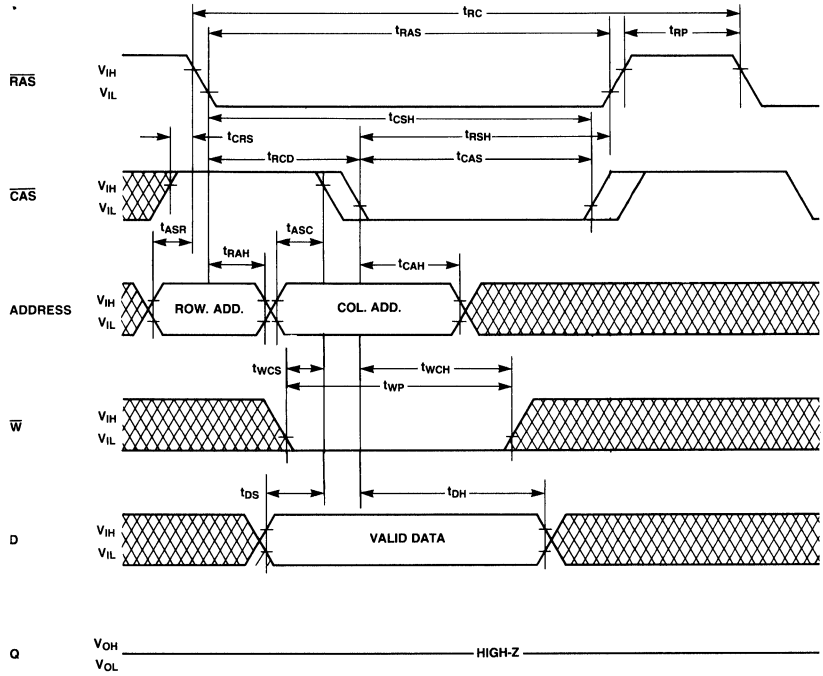 tRC
tRAS
tRP
RAS
VIH
VIL
tCSH
tCRS
tRSH
tRCD
tCAS
CAS
VIH
VIL
tASR
tRAH
tASC
tCAH
ADDRESS
VIH
VIL
ROW. ADD.
COL. ADD.
tWCS
tWCH
tWP
W
VIH
VIL
tDS
tDH
D
VIH
VIL
VALID DATA
Q
VOH
VOL
HIGH-Z